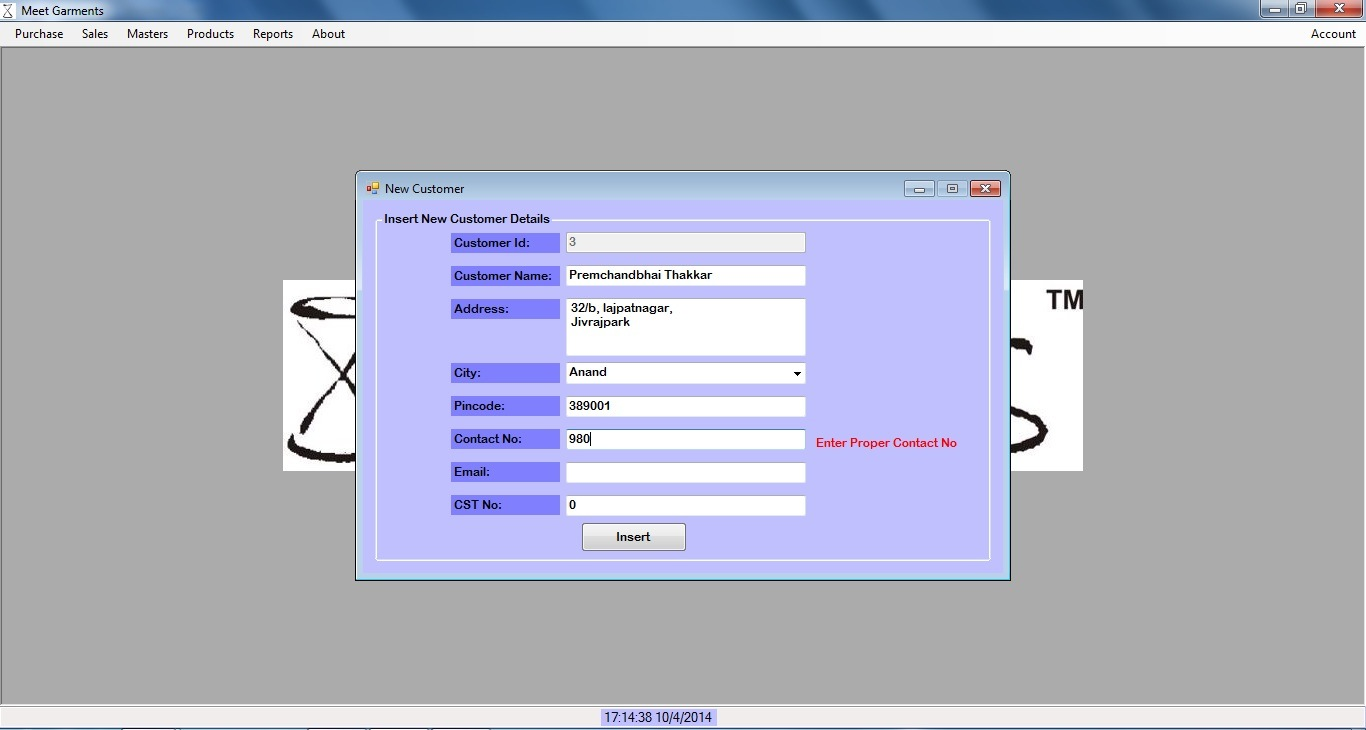 Meet Garments
Purchase Sales Masters Products Reports About Account
TM
New Customer
Insert New Customer Details
Customer Id: 3
Customer Name: Premchandbhai Thakkar
Address: 32/b, lajpatnagar,
Jivrajpark
City: Anand
Pincode: 389001
Contact No: 980 Enter Proper Contact No
Email:
CST No: 0
Insert
17:14:38 10/4/2014